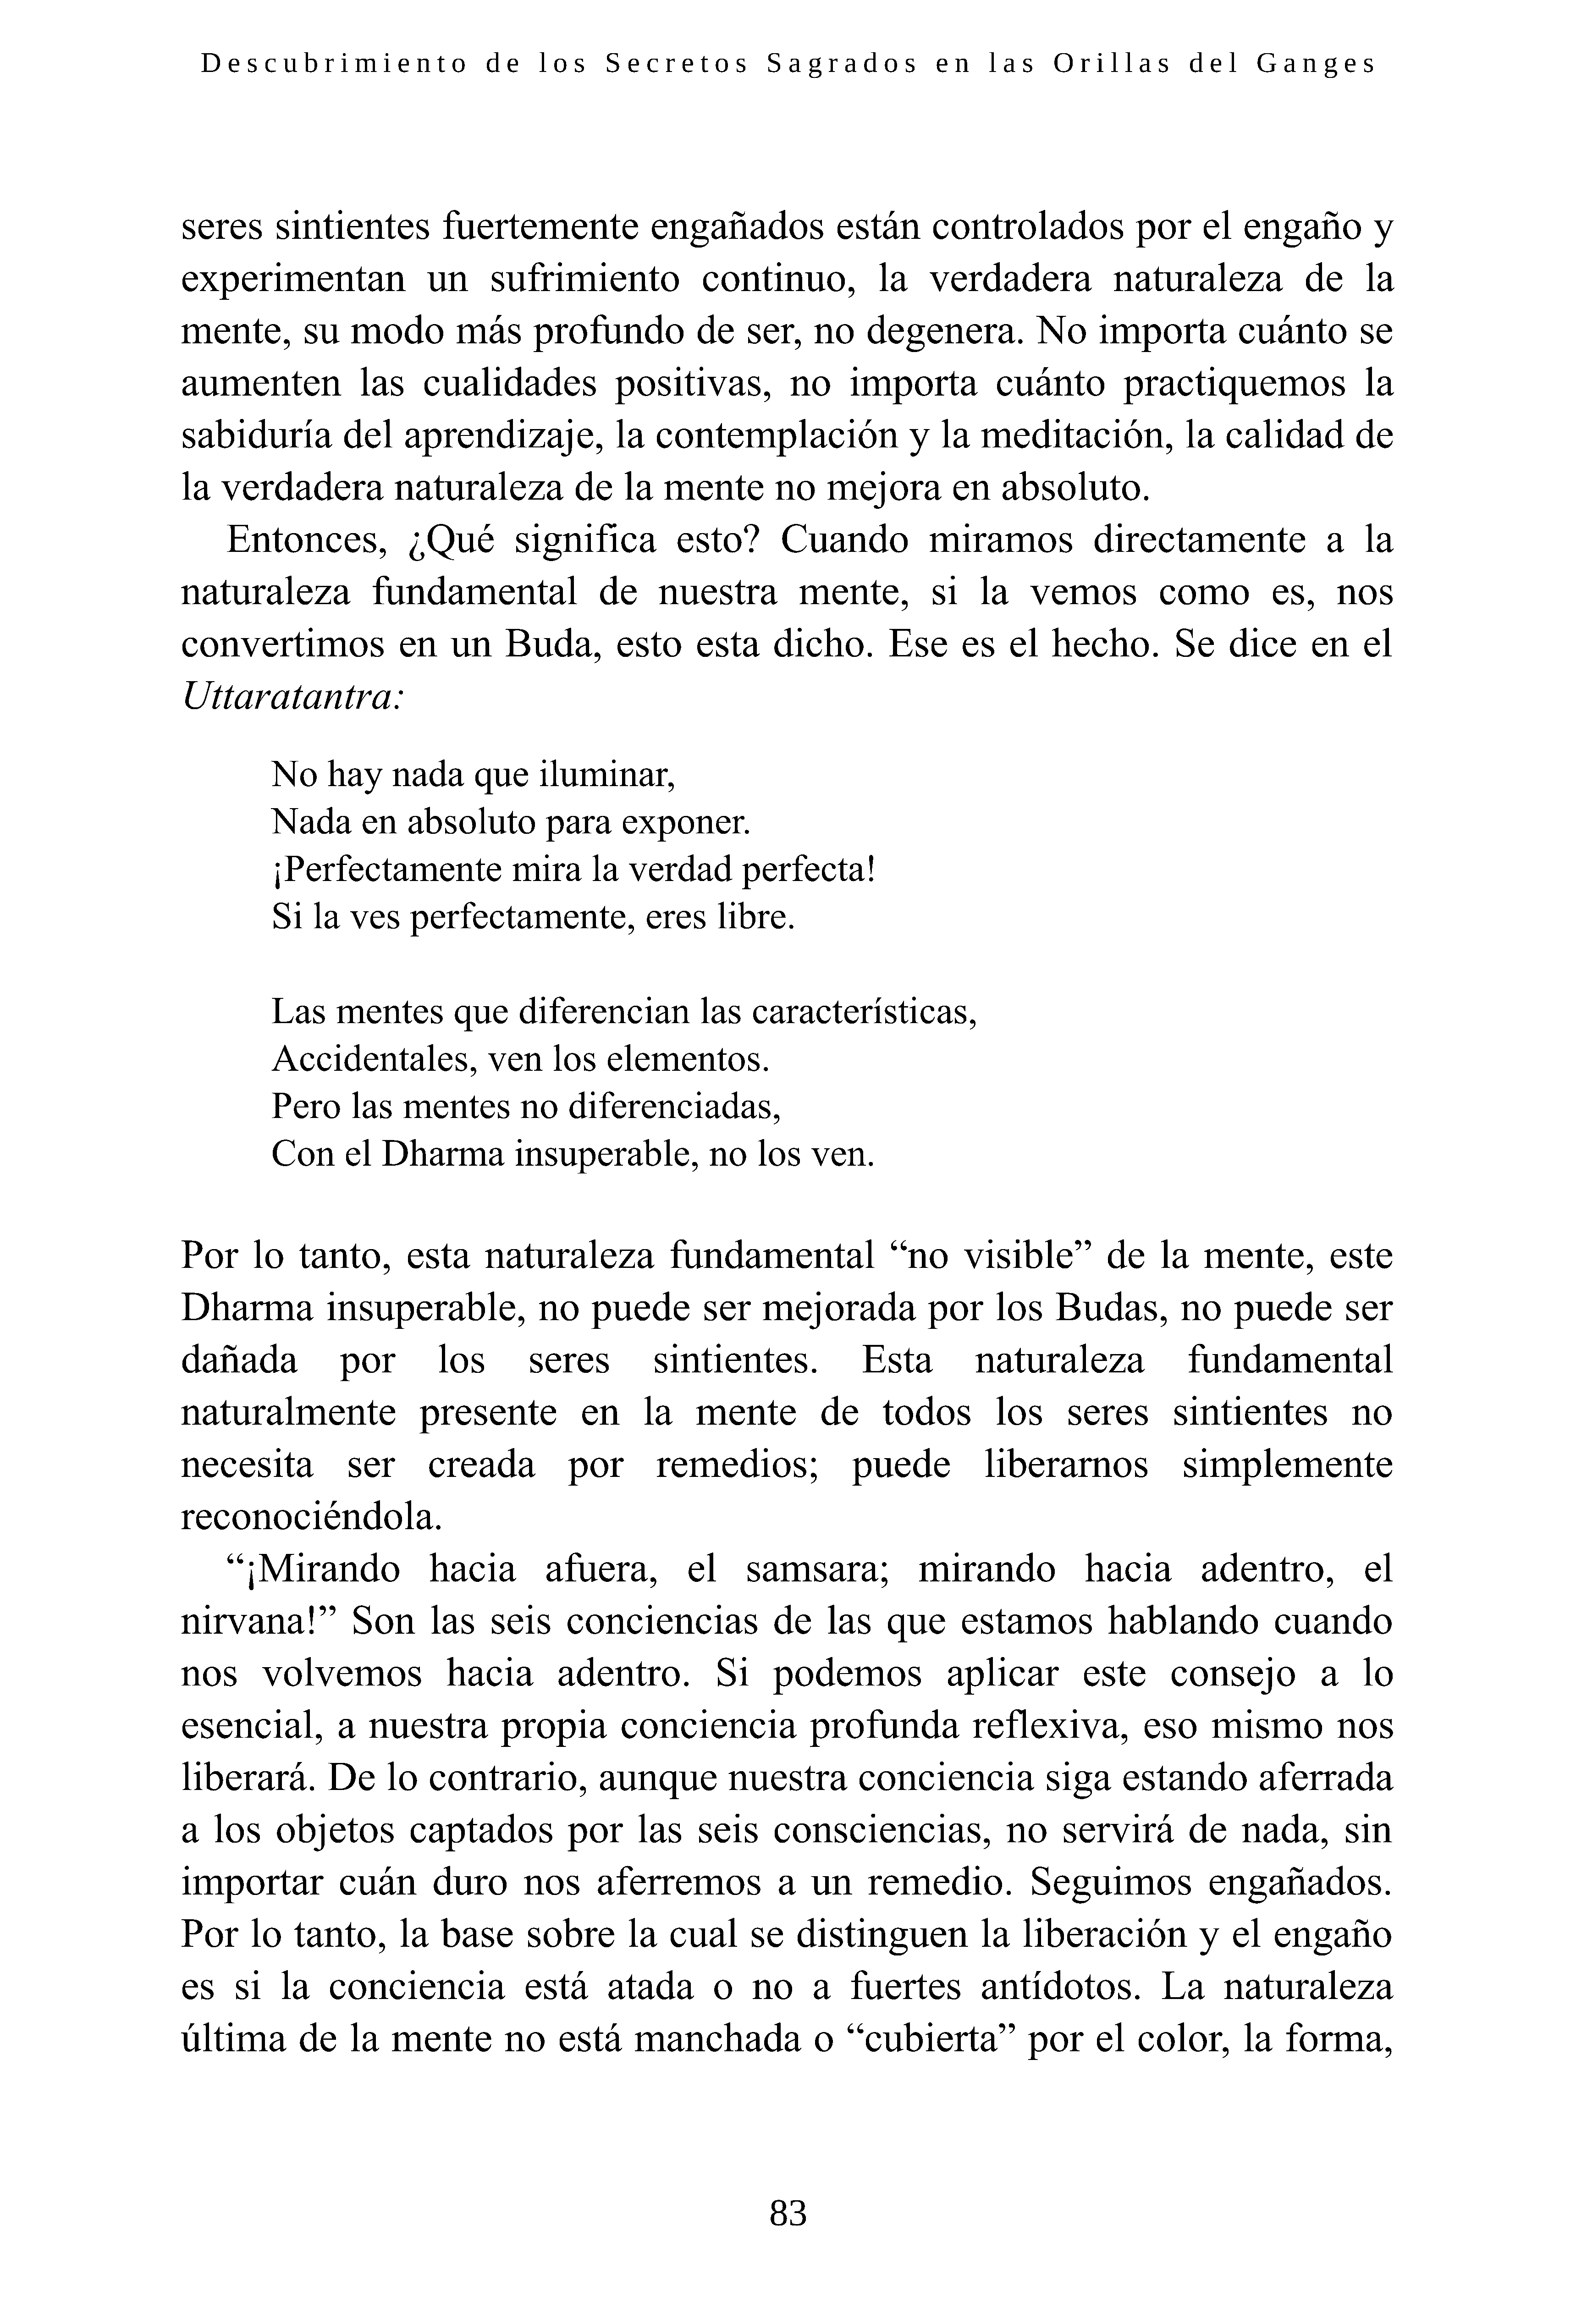 Descubrimiento de los Secretos Sagrados en las Orillas del Ganges
seres sintientes fuertemente engañados están controlados por el engaño y
experimentan un sufrimiento continuo, la verdadera naturaleza de la
mente, su modo más profundo de ser, no degenera. No importa cuánto se
aumenten las cualidades positivas, no importa cuánto practiquemos la
sabiduría del aprendizaje, la contemplación y la meditación, la calidad de
la verdadera naturaleza de la mente no mejora en absoluto.
Entonces, ¿Qué significa esto? Cuando miramos directamente a la
naturaleza fundamental de nuestra mente, si la vemos como es, nos
convertimos en un Buda, esto esta dicho. Ese es el hecho. Se dice en el
Uttaratantra:
No hay nada que iluminar,
Nada en absoluto para exponer.
¡Perfectamente mira la verdad perfecta!
Si la ves perfectamente, eres libre.
Las mentes que diferencian las características,
Accidentales, ven los elementos.
Pero las mentes no diferenciadas,
Con el Dharma insuperable, no los ven.
Por lo tanto, esta naturaleza fundamental “no visible” de la mente, este
Dharma insuperable, no puede ser mejorada por los Budas, no puede ser
dañada por los seres sintientes. Esta naturaleza fundamental
naturalmente presente en la mente de todos los seres sintientes no
necesita ser creada por remedios; puede liberarnos simplemente
reconociéndola.
“¡Mirando hacia afuera, el samsara; mirando hacia adentro, el
nirvana!” Son las seis conciencias de las que estamos hablando cuando
nos volvemos hacia adentro. Si podemos aplicar este consejo a lo
esencial, a nuestra propia conciencia profunda reflexiva, eso mismo nos
liberará. De lo contrario, aunque nuestra conciencia siga estando aferrada
a los objetos captados por las seis consciencias, no servirá de nada, sin
importar cuán duro nos aferremos a un remedio. Seguimos engañados.
Por lo tanto, la base sobre la cual se distinguen la liberación y el engaño
es si la conciencia está atada o no a fuertes antídotos. La naturaleza
última de la mente no está manchada o “cubierta” por el color, la forma,
83